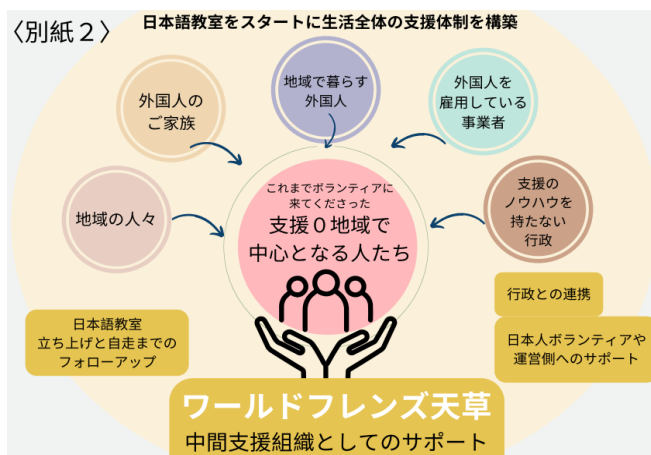 〈別紙２〉
日本語教室をスタートに生活全体の支援体制を構築
外国人の
ご家族
地域で暮らす
外国人
外国人を
雇用している
事業者
地域の人々
これまでボランティアに
来てくださった
支援０地域で
中心となる人たち
支援の
ノウハウを
持たない
行政
日本語教室
立ち上げと自走までの
フォローアップ
行政との連携
日本人ボランティアや
運営側へのサポート
ワールドフレンズ天草
中間支援組織としてのサポート